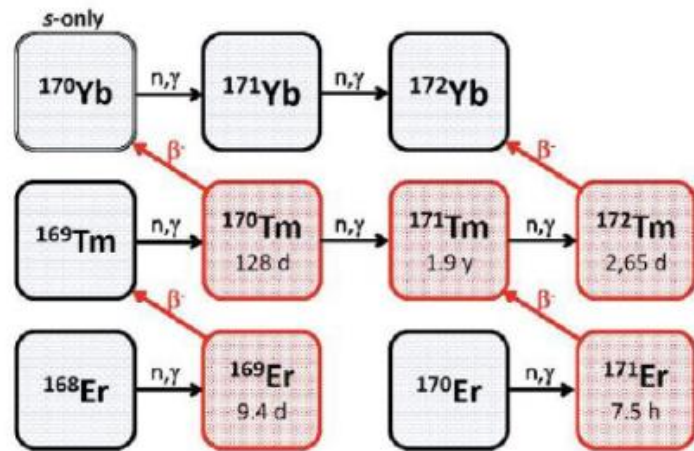 s-only
¹⁷⁰Yb n,γ ¹⁷¹Yb n,γ ¹⁷²Yb
β⁻ β⁻
¹⁶⁹Tm n,γ ¹⁷⁰Tm n,γ ¹⁷¹Tm n,γ ¹⁷²Tm
128 d 1.9 y 2,65 d
β⁻ β⁻
¹⁶⁸Er n,γ ¹⁶⁹Er ¹⁷⁰Er n,γ ¹⁷¹Er
9.4 d 7.5 h